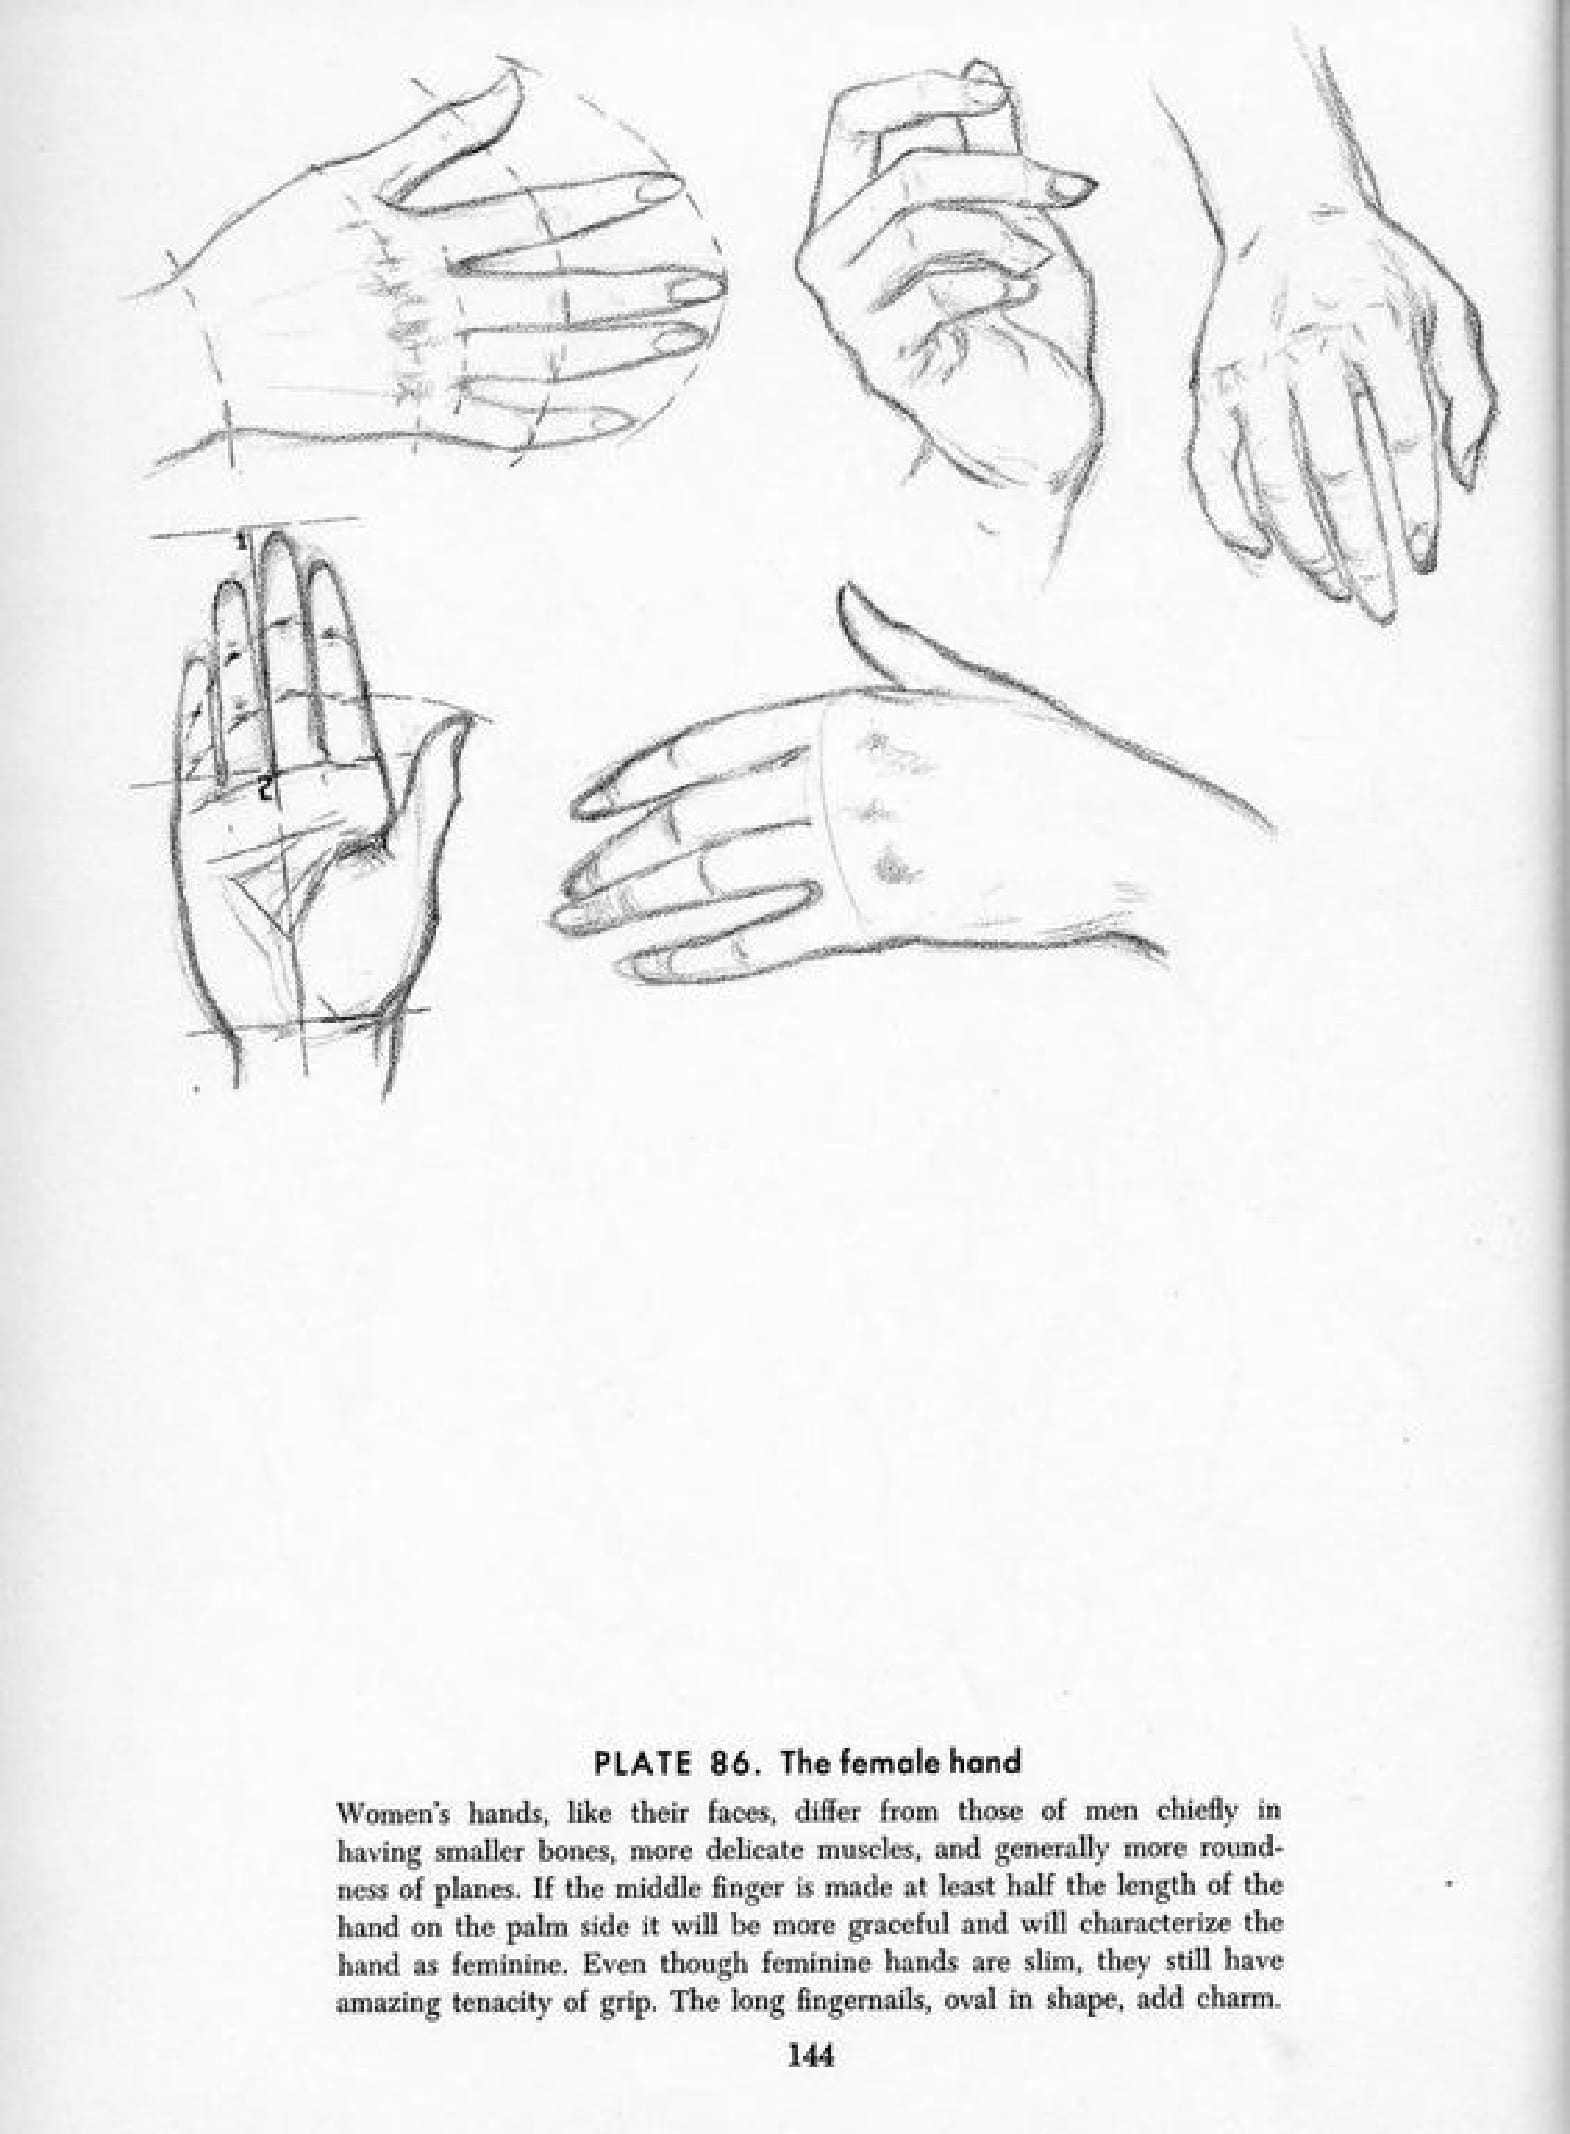 1
2
PLATE 86. The female hand
Women's hands, like their faces, differ from those of men chiefly in
having smaller bones, more delicate muscles, and generally more round-
ness of planes. If the middle finger is made at least half the length of the
hand on the palm side it will be more graceful and will characterize the
hand as feminine. Even though feminine hands are slim, they still have
amazing tenacity of grip. The long fingernails, oval in shape, add charm.
144